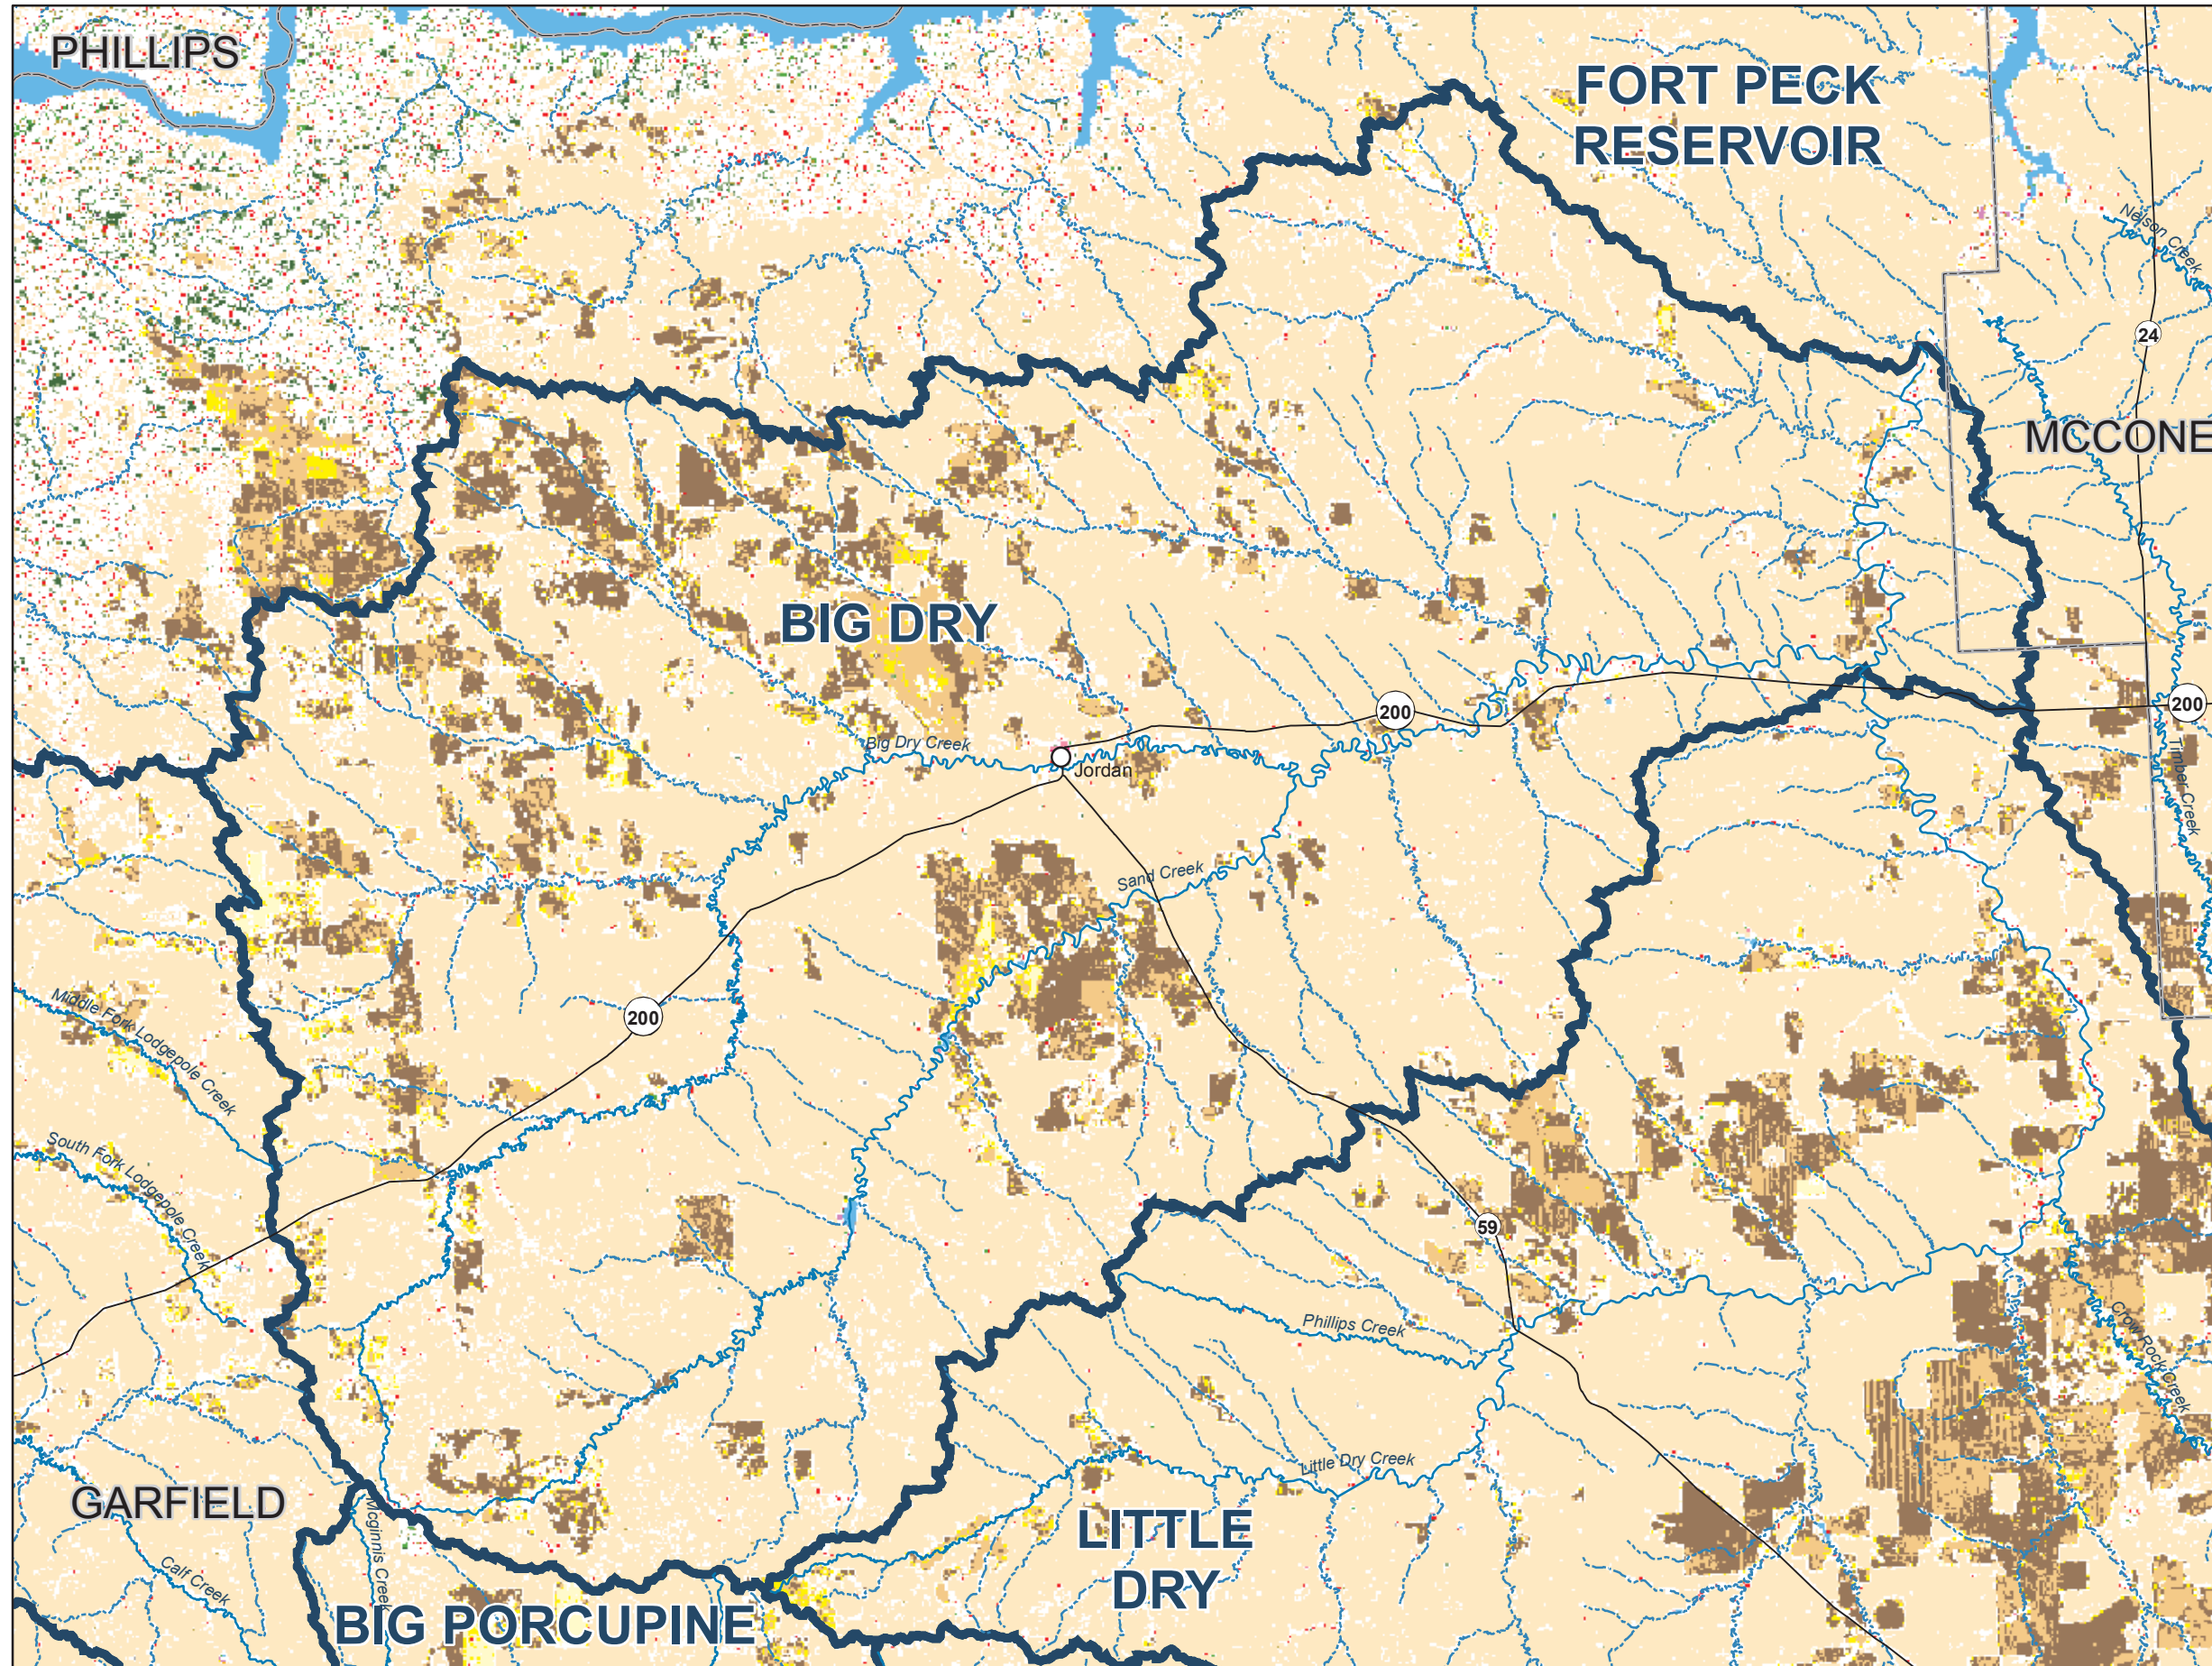 PHILLIPS
FORT PECK
RESERVOIR
Nelson Creek
24
MCCONE
BIG DRY
200
200
Big Dry Creek
Jordan
Timber Creek
Sand Creek
Middle Fork Lodgepole Creek
200
South Fork Lodgepole Creek
59
Phillips Creek
Crow Rock Creek
Little Dry Creek
GARFIELD
Mcginnis Creek
LITTLE
DRY
Calf Creek
BIG PORCUPINE